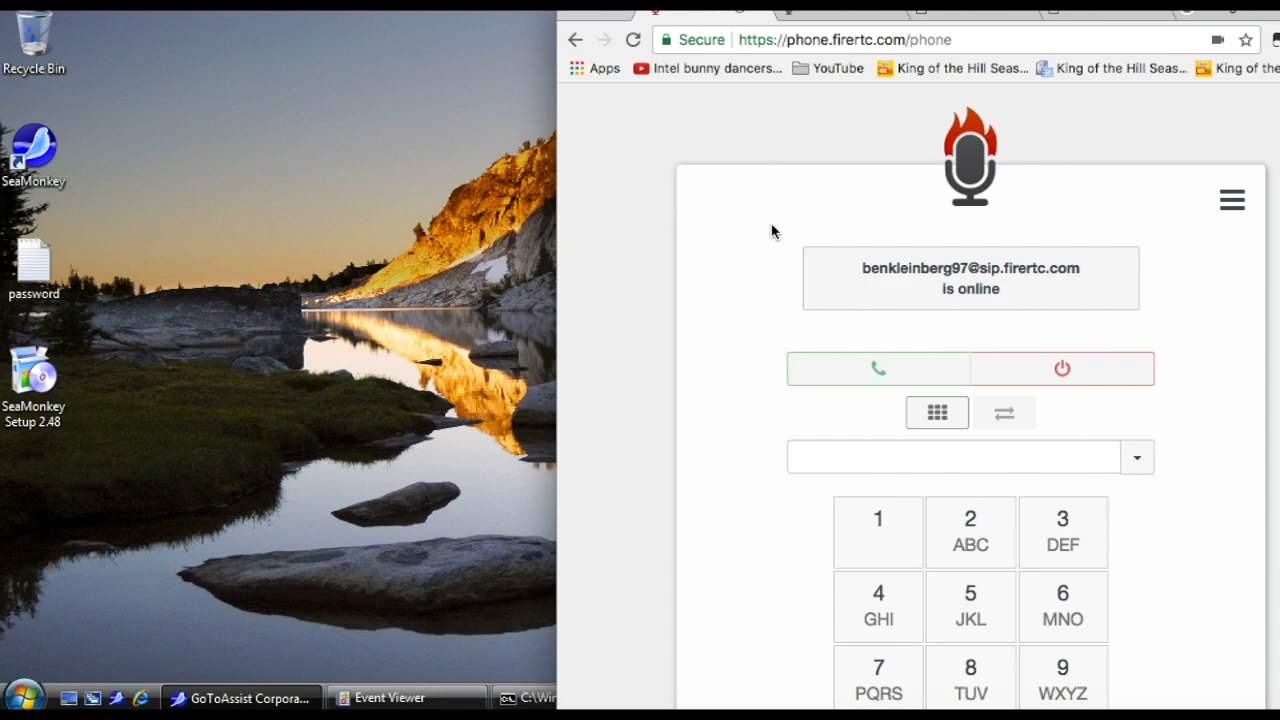 Recycle Bin
SeaMonkey
password
SeaMonkey
Setup 2.48
GoToAssist Corpora...
Event Viewer
C:\Win
Secure
https://phone.firertc.com/phone
Apps
Intel bunny dancers...
YouTube
King of the Hill Seas...
King of the Hill Seas...
King of the
benkleinberg97@sip.firertc.com
is online
1
2
ABC
3
DEF
4
GHI
5
JKL
6
MNO
7
PQRS
8
TUV
9
WXYZ